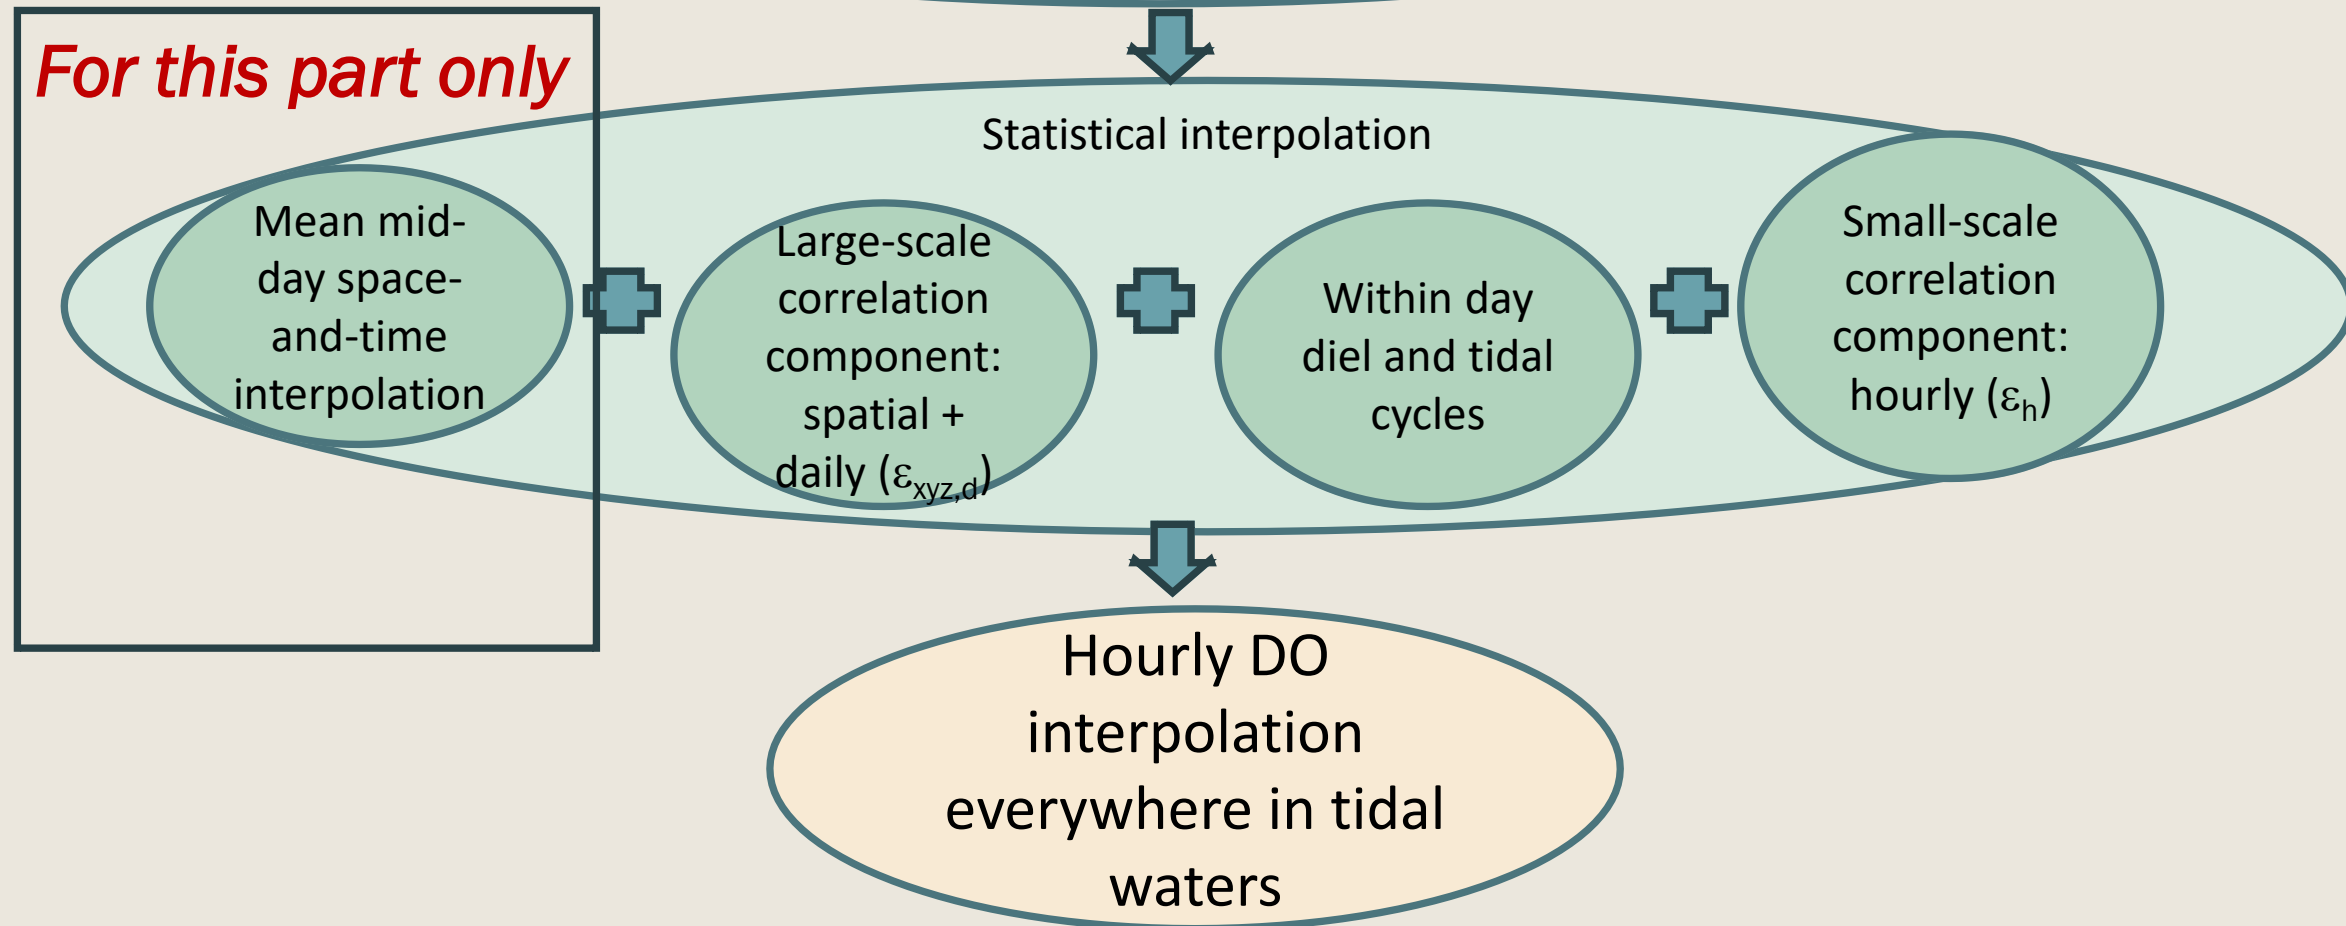 For this part only
Statistical interpolation
Mean mid-
day space-
and-time
interpolation
Large-scale
correlation
component:
spatial +
daily (εxyz,d)
Within day
diel and tidal
cycles
Small-scale
correlation
component:
hourly (εh)
Hourly DO
interpolation
everywhere in tidal
waters